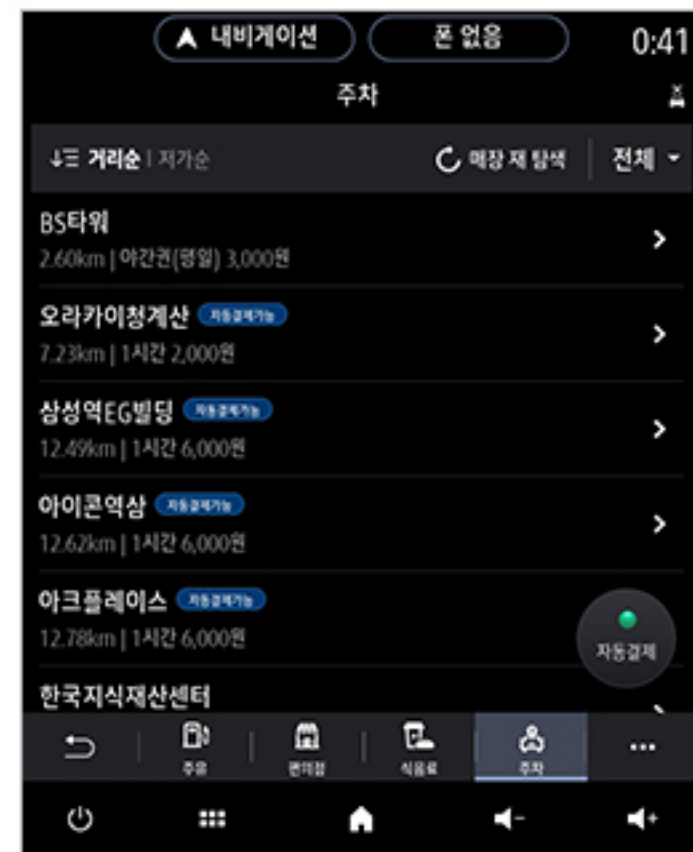 내비게이션 폰 없음 0:41
주차
거리순 | 저가순 매장 재 탐색 전체
BS타워
2.60km | 야간권(평일) 3,000원
오라카이청계산 자동결제가능
7.23km | 1시간 2,000원
삼성역EG빌딩 자동결제가능
12.49km | 1시간 6,000원
아이콘역삼 자동결제가능
12.62km | 1시간 6,000원
아크플레이스 자동결제가능
12.78km | 1시간 6,000원
자동결제
한국지식재산센터
주유 편의점 식음료 주차